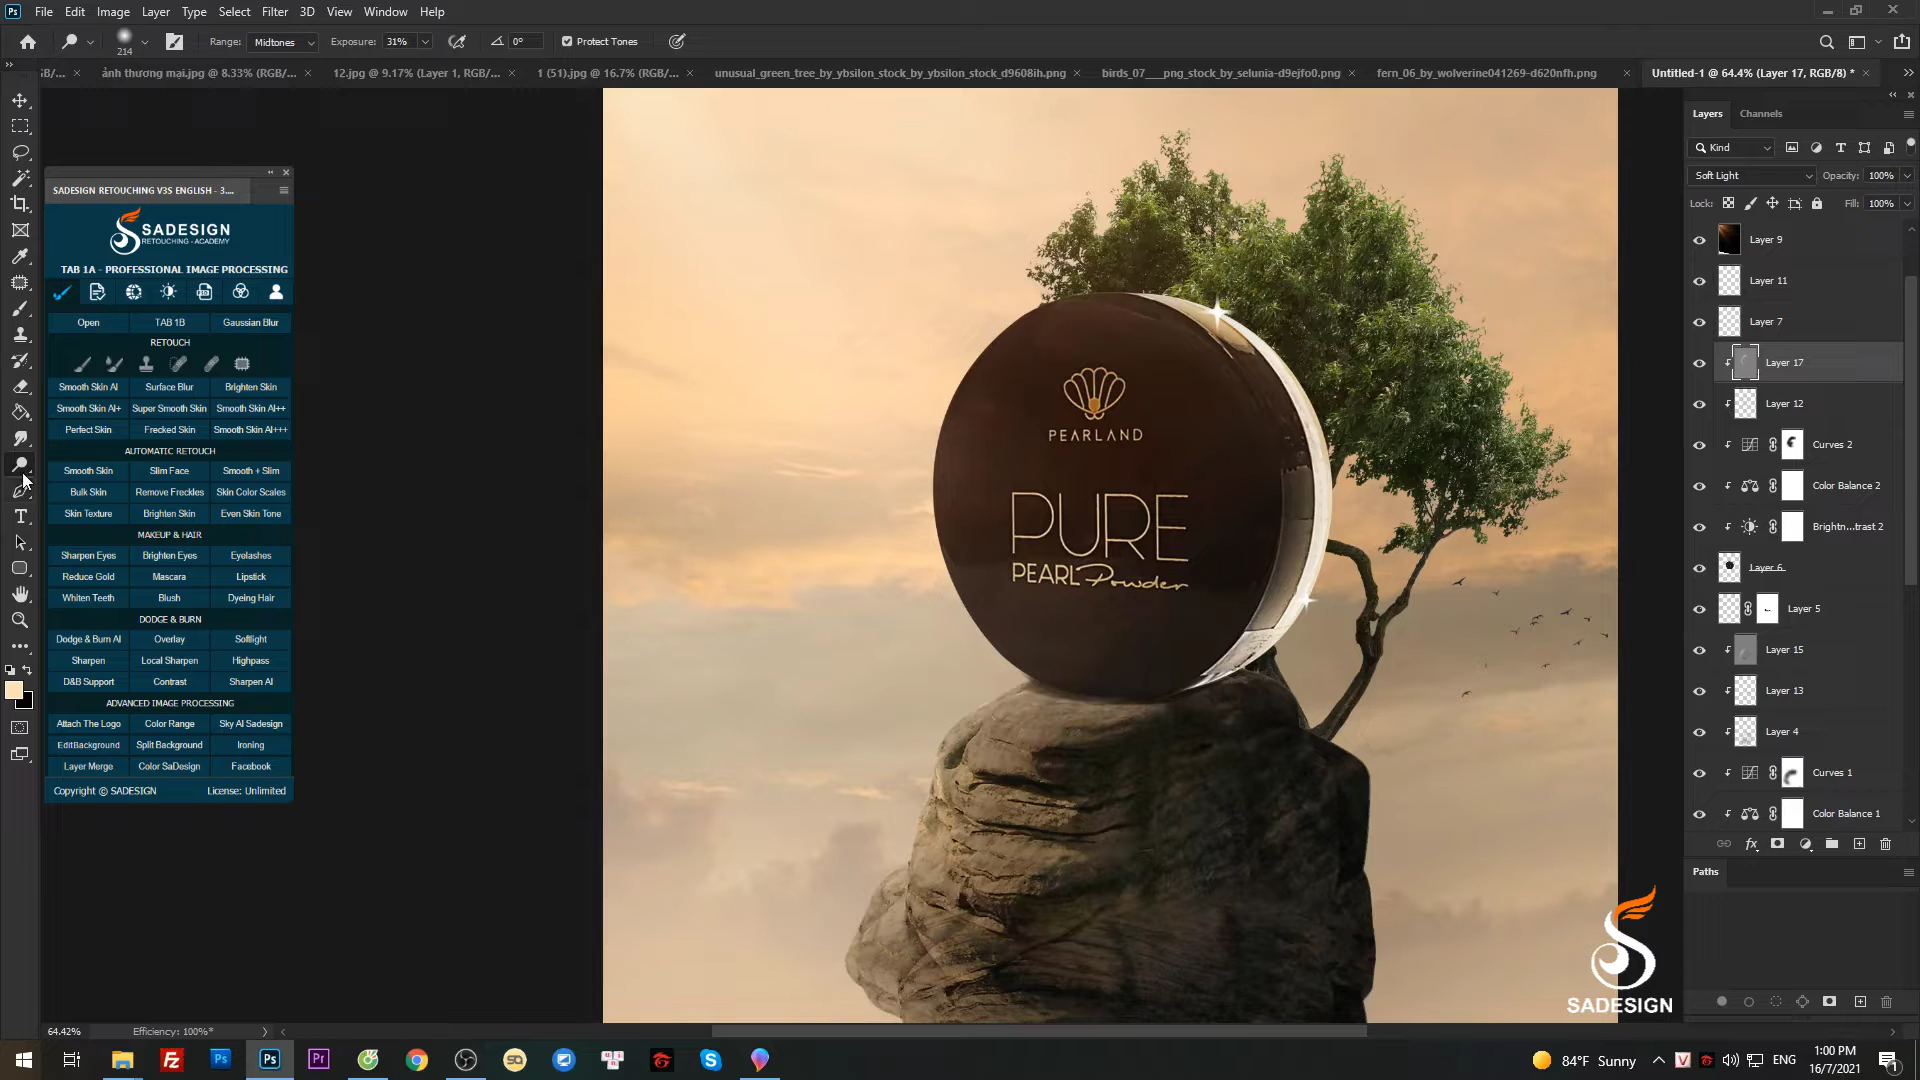 Ps File Edit Image Layer Type Select Filter 3D View Window Help
214 Range: Midtones Exposure: 31% 0° Protect Tones
GB/... × ảnh thương mại.jpg @ 8.33% (RGB/... × 12.jpg @ 9.17% (Layer 1, RGB/... × 1 (51).jpg @ 16.7% (RGB/... × unusual_green_tree_by_ybsilon_stock_by_ybsilon_stock_d9608ih.png × birds_07___png_stock_by_selunia-d9ejfo0.png × fern_06_by_wolverine041269-d620nfh.png × Untitled-1 @ 64.4% (Layer 17, RGB/8) * ×
SADESIGN RETOUCHING V3S ENGLISH - 3....
SADESIGN
RETOUCHING - ACADEMY
TAB 1A - PROFESSIONAL IMAGE PROCESSING
Open TAB 1B Gaussian Blur
RETOUCH
Smooth Skin AI Surface Blur Brighten Skin
Smooth Skin AI+ Super Smooth Skin Smooth Skin AI++
Perfect Skin Frecked Skin Smooth Skin AI+++
AUTOMATIC RETOUCH
Smooth Skin Slim Face Smooth + Slim
Bulk Skin Remove Freckles Skin Color Scales
Skin Texture Brighten Skin Even Skin Tone
MAKEUP & HAIR
Sharpen Eyes Brighten Eyes Eyelashes
Reduce Gold Mascara Lipstick
Whiten Teeth Blush Dyeing Hair
DODGE & BURN
Dodge & Burn AI Overlay Softlight
Sharpen Local Sharpen Highpass
D&B Support Contrast Sharpen AI
ADVANCED IMAGE PROCESSING
Attach The Logo Color Range Sky AI Sadesign
EditBackground Split Background Ironing
Layer Merge Color SaDesign Facebook
Copyright © SADESIGN License: Unlimited
PEARLAND
PURE
PEARL Powder
Layers Channels
Kind
Soft Light Opacity: 100%
Lock: Fill: 100%
Layer 9
Layer 11
Layer 7
Layer 17
Layer 12
Curves 2
Color Balance 2
Brightn...trast 2
Layer 6
Layer 5
Layer 15
Layer 13
Layer 4
Curves 1
Color Balance 1
fx
Paths
SADESIGN
64.42% Efficiency: 100%*
84°F Sunny ENG 1:00 PM
16/7/2021